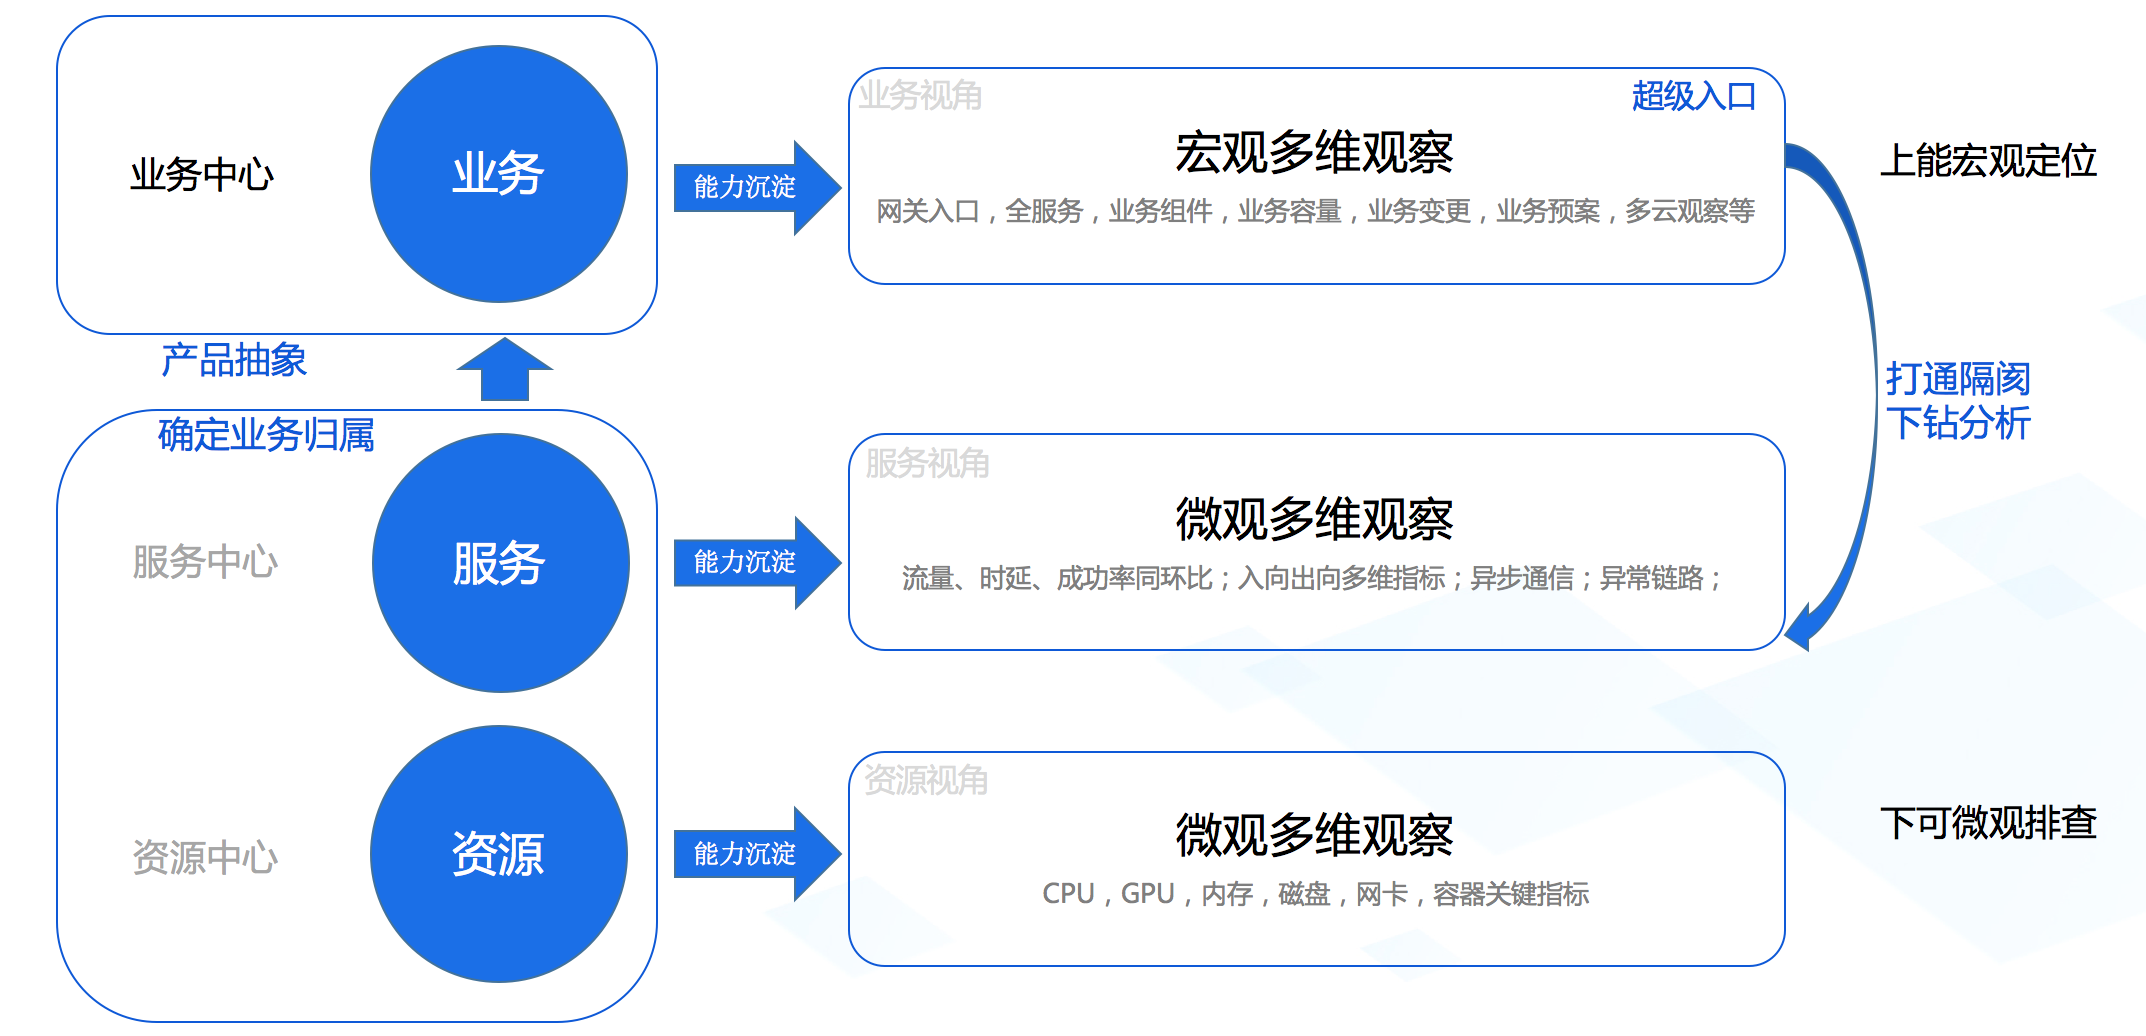 业务中心
业务
能力沉淀
业务视角
超级入口
宏观多维观察
网关入口，全服务，业务组件，业务容量，业务变更，业务预案，多云观察等
上能宏观定位
产品抽象
打通隔阂
下钻分析
确定业务归属
服务中心
服务
能力沉淀
服务视角
微观多维观察
流量、时延、成功率同环比；入向出向多维指标；异步通信；异常链路；
资源中心
资源
能力沉淀
资源视角
微观多维观察
CPU，GPU，内存，磁盘，网卡，容器关键指标
下可微观排查